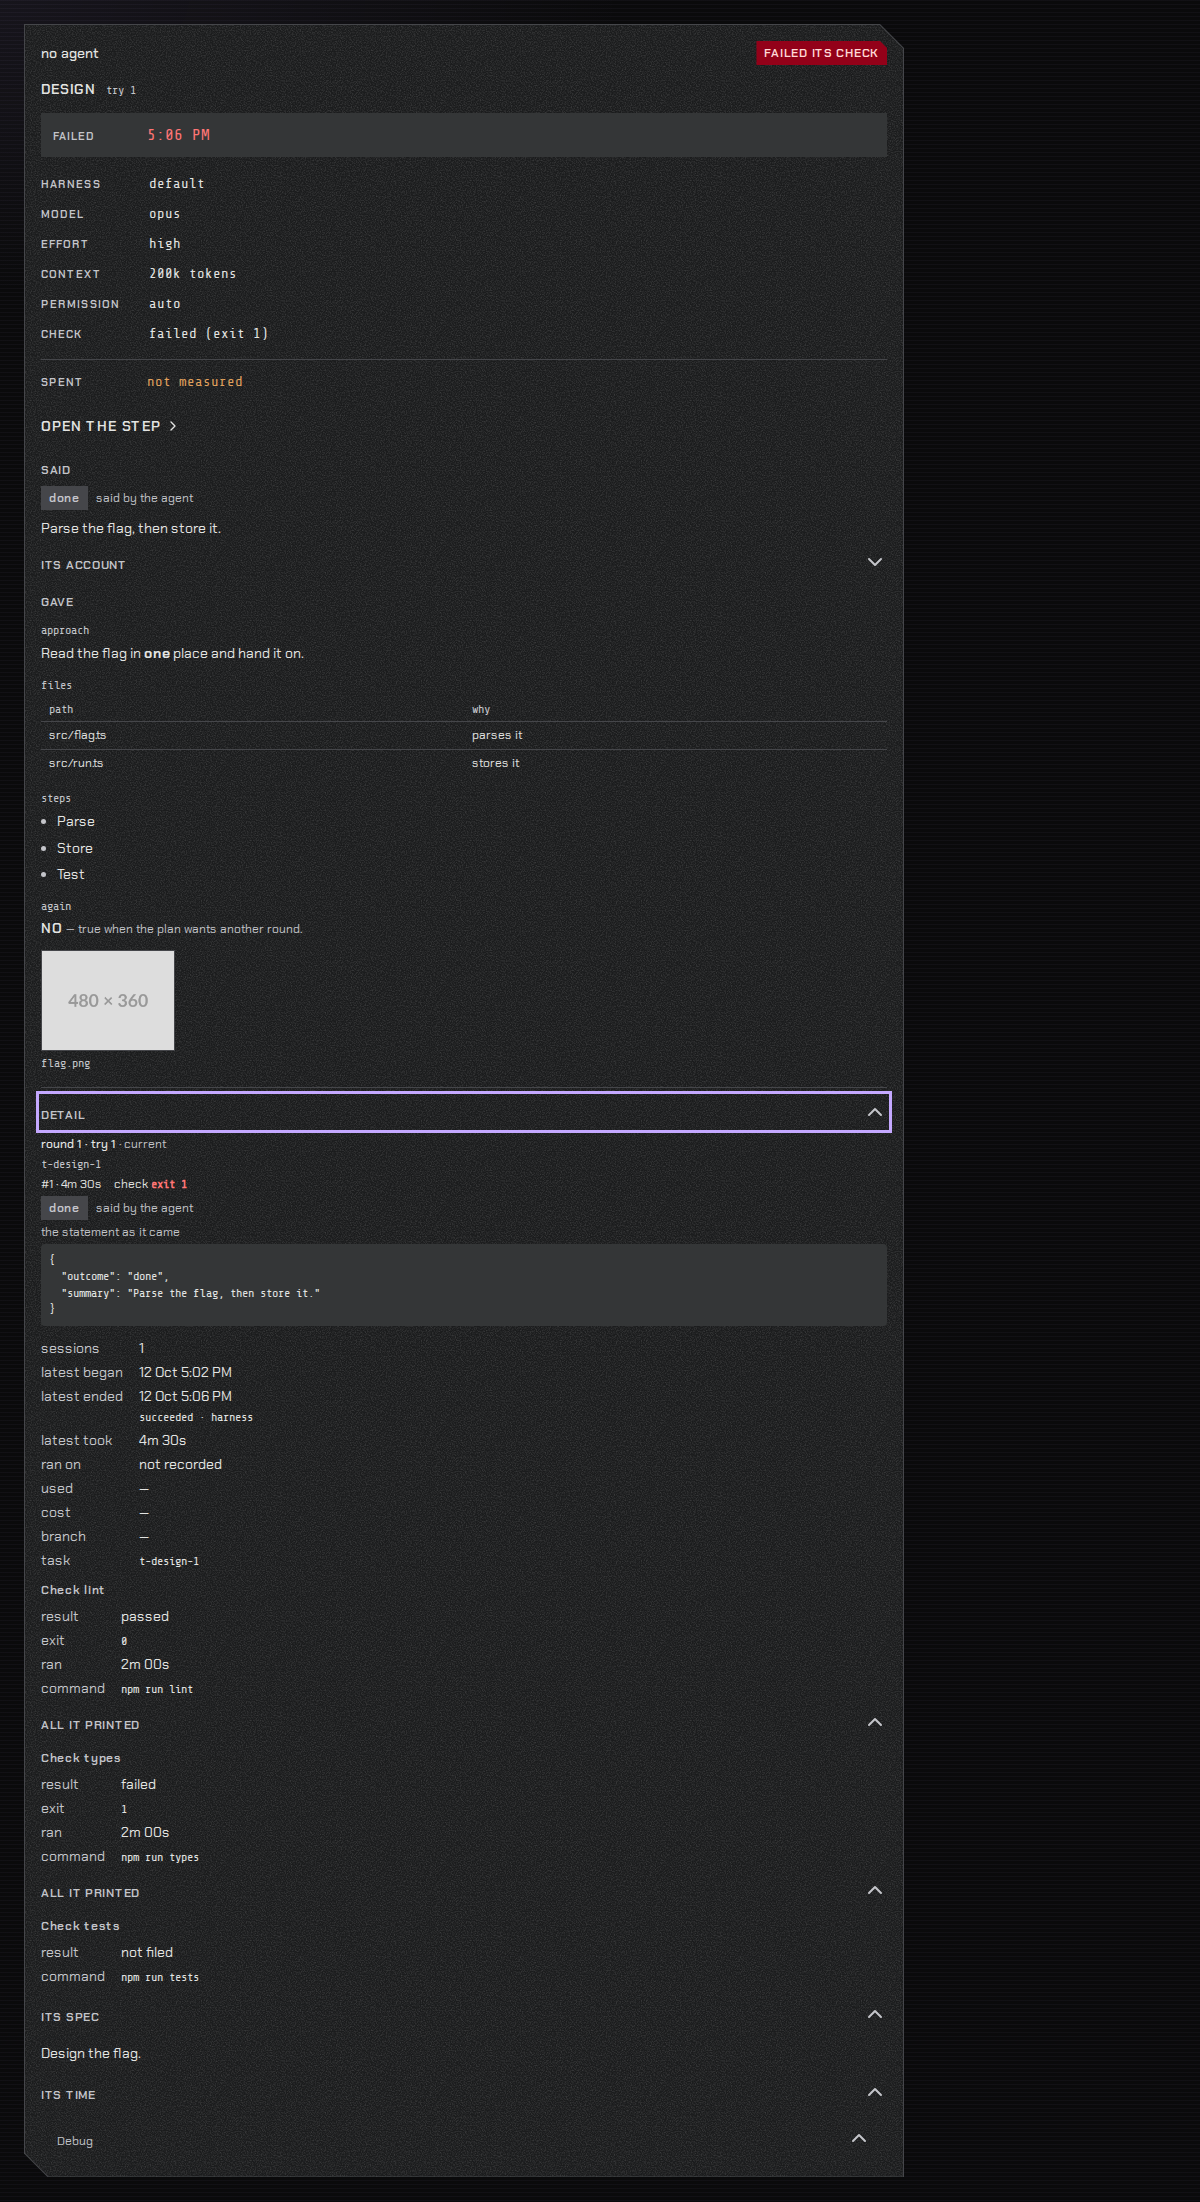 no agent
FAILED ITS CHECK
DESIGN try 1
FAILED 5:06 PM
HARNESS default
MODEL opus
EFFORT high
CONTEXT 200k tokens
PERMISSION auto
CHECK failed (exit 1)
SPENT not measured
OPEN THE STEP >
SAID
done said by the agent
Parse the flag, then store it.
ITS ACCOUNT
GAVE
approach
Read the flag in one place and hand it on.
files
path why
src/flag.ts parses it
src/run.ts stores it
steps
• Parse
• Store
• Test
again
NO — true when the plan wants another round.
480 × 360
flag.png
DETAIL
round 1 · try 1 · current
t-design-1
#1 · 4m 30s check exit 1
done said by the agent
the statement as it came
{
"outcome": "done",
"summary": "Parse the flag, then store it."
}
sessions 1
latest began 12 Oct 5:02 PM
latest ended 12 Oct 5:06 PM
succeeded · harness
latest took 4m 30s
ran on not recorded
used —
cost —
branch —
task t-design-1
Check lint
result passed
exit 0
ran 2m 00s
command npm run lint
ALL IT PRINTED
Check types
result failed
exit 1
ran 2m 00s
command npm run types
ALL IT PRINTED
Check tests
result not filed
command npm run tests
ITS SPEC
Design the flag.
ITS TIME
Debug